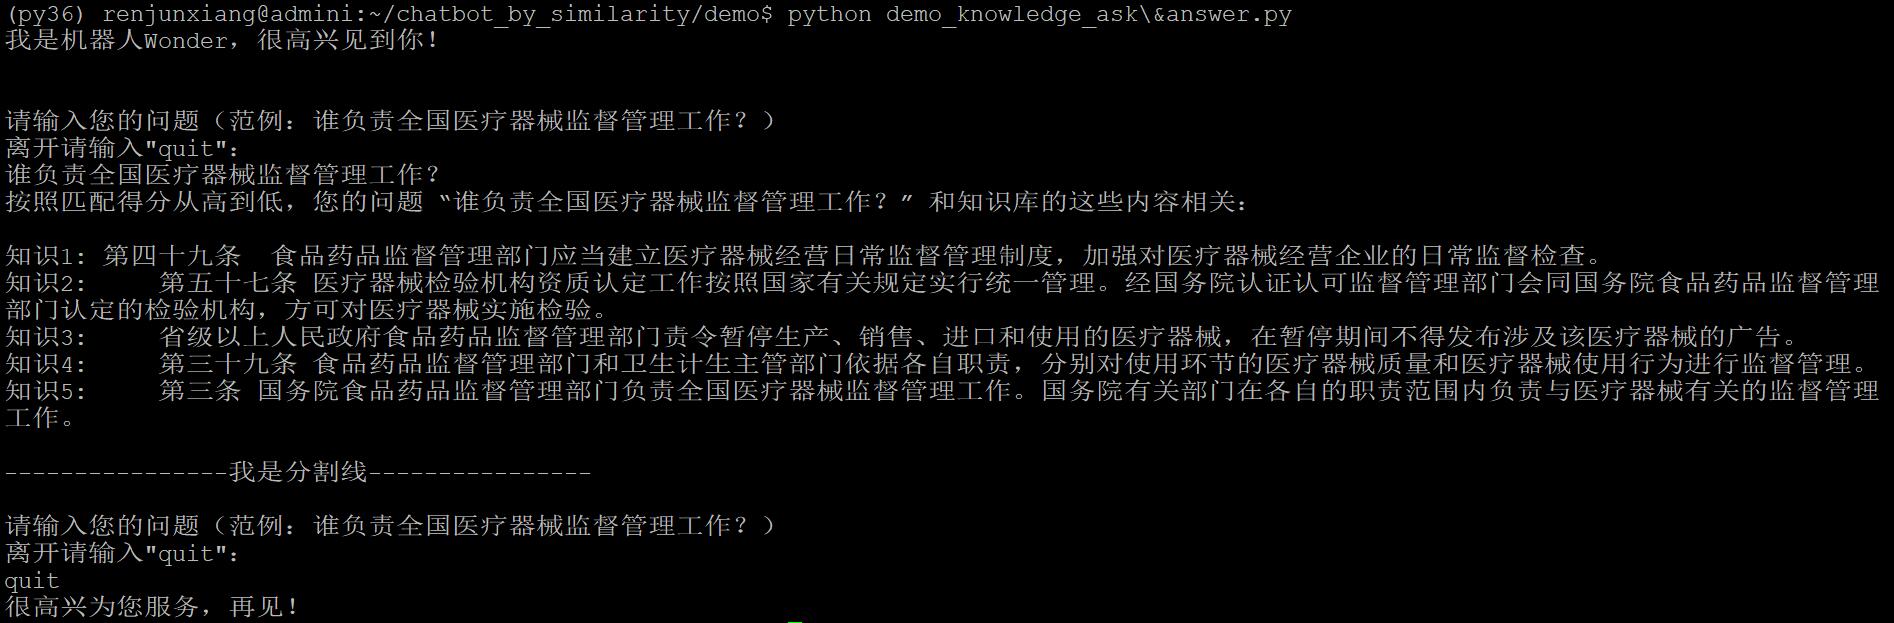 (py36) renjunxiang@admini:~/chatbot_by_similarity/demo$ python demo_knowledge_ask\&answer.py
我是机器人Wonder，很高兴见到你！
请输入您的问题（范例：谁负责全国医疗器械监督管理工作？）
离开请输入"quit"：
谁负责全国医疗器械监督管理工作？
按照匹配得分从高到低，您的问题 “谁负责全国医疗器械监督管理工作？” 和知识库的这些内容相关：
知识1: 第四十九条  食品药品监督管理部门应当建立医疗器械经营日常监督管理制度，加强对医疗器械经营企业的日常监督检查。
知识2:     第五十七条 医疗器械检验机构资质认定工作按照国家有关规定实行统一管理。经国务院认证认可监督管理部门会同国务院食品药品监督管理
部门认定的检验机构，方可对医疗器械实施检验。
知识3:     省级以上人民政府食品药品监督管理部门责令暂停生产、销售、进口和使用的医疗器械，在暂停期间不得发布涉及该医疗器械的广告。
知识4:     第三十九条 食品药品监督管理部门和卫生计生主管部门依据各自职责，分别对使用环节的医疗器械质量和医疗器械使用行为进行监督管理。
知识5:     第三条 国务院食品药品监督管理部门负责全国医疗器械监督管理工作。国务院有关部门在各自的职责范围内负责与医疗器械有关的监督管理
工作。
----------------我是分割线----------------
请输入您的问题（范例：谁负责全国医疗器械监督管理工作？）
离开请输入"quit"：
quit
很高兴为您服务，再见！